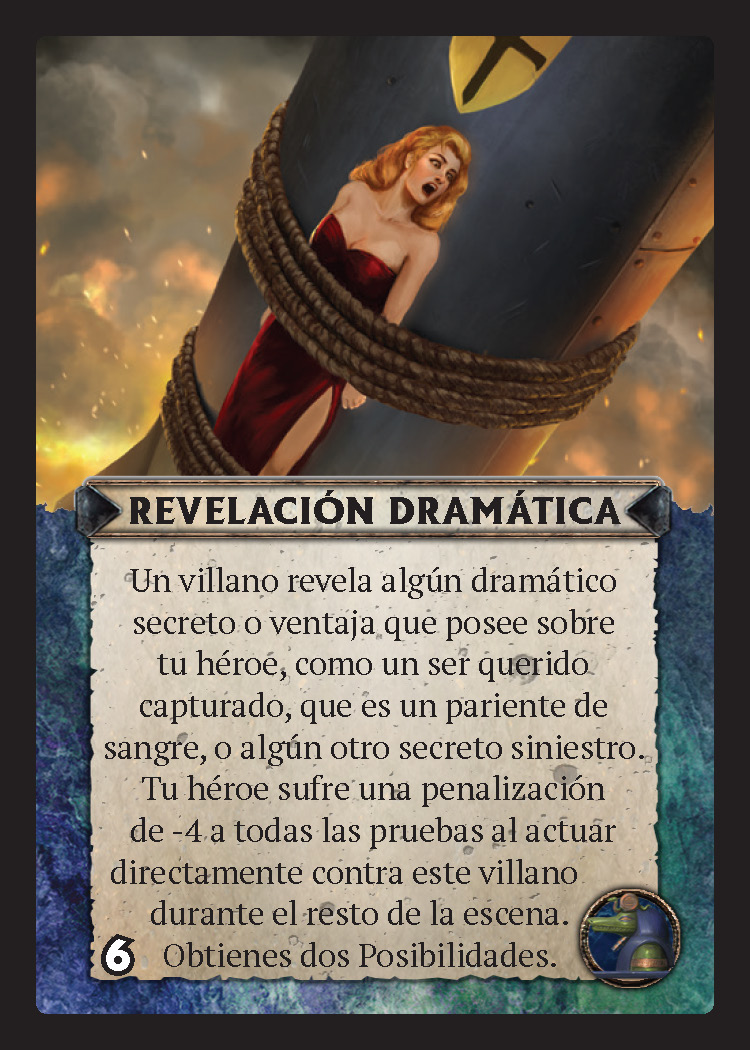 REVELACIÓN DRAMÁTICA
Un villano revela algún dramático
secreto o ventaja que posee sobre
tu héroe, como un ser querido
capturado, que es un pariente de
sangre, o algún otro secreto siniestro.
Tu héroe sufre una penalización
de -4 a todas las pruebas al actuar
directamente contra este villano
durante el resto de la escena.
6 Obtienes dos Posibilidades.